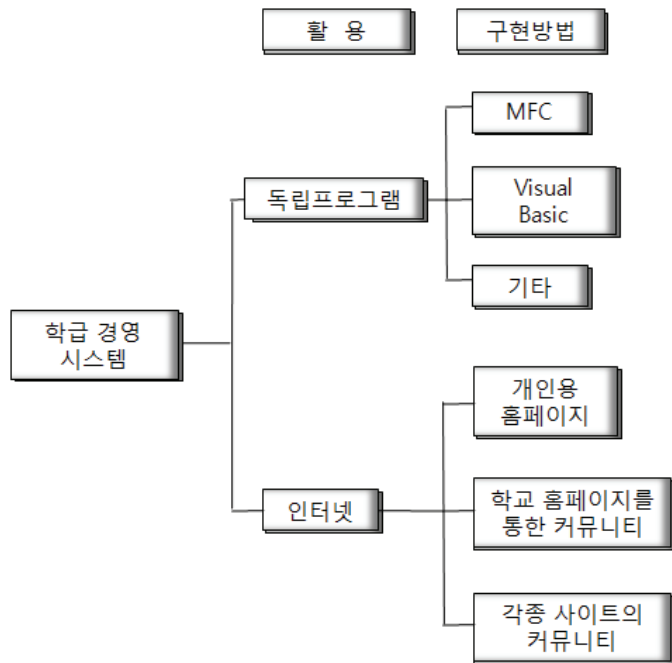 활 용
구현방법
MFC
독립프로그램
Visual
Basic
기타
학급 경영
시스템
개인용
홈페이지
인터넷
학교 홈페이지를
통한 커뮤니티
각종 사이트의
커뮤니티